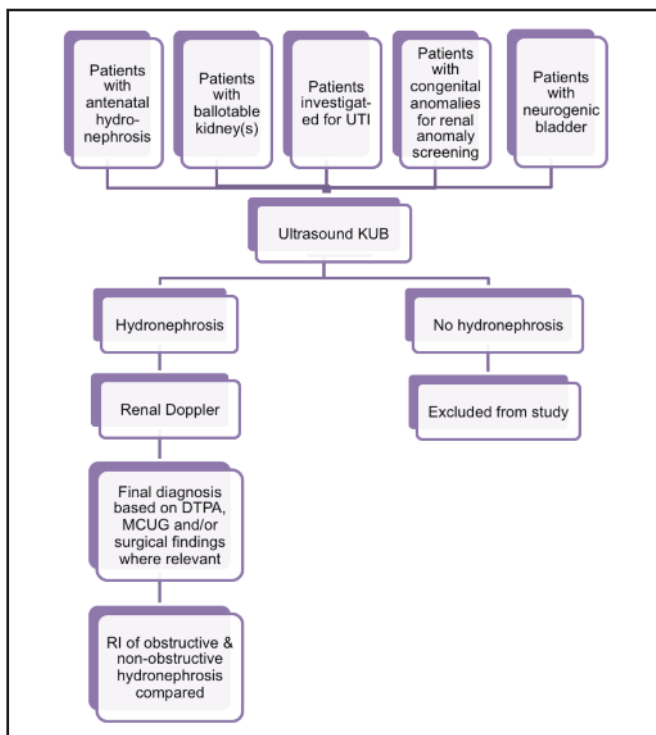 Patients
with
antenatal
hydro-
nephrosis
Patients
with
ballotable
kidney(s)
Patients
investigat-
ed for UTI
Patients
with
congenital
anomalies
for renal
anomaly
screening
Patients
with
neurogenic
bladder
Ultrasound KUB
Hydronephrosis
No hydronephrosis
Renal Doppler
Excluded from study
Final diagnosis
based on DTPA,
MCUG and/or
surgical findings
where relevant
RI of obstructive &
non-obstructive
hydronephrosis
compared